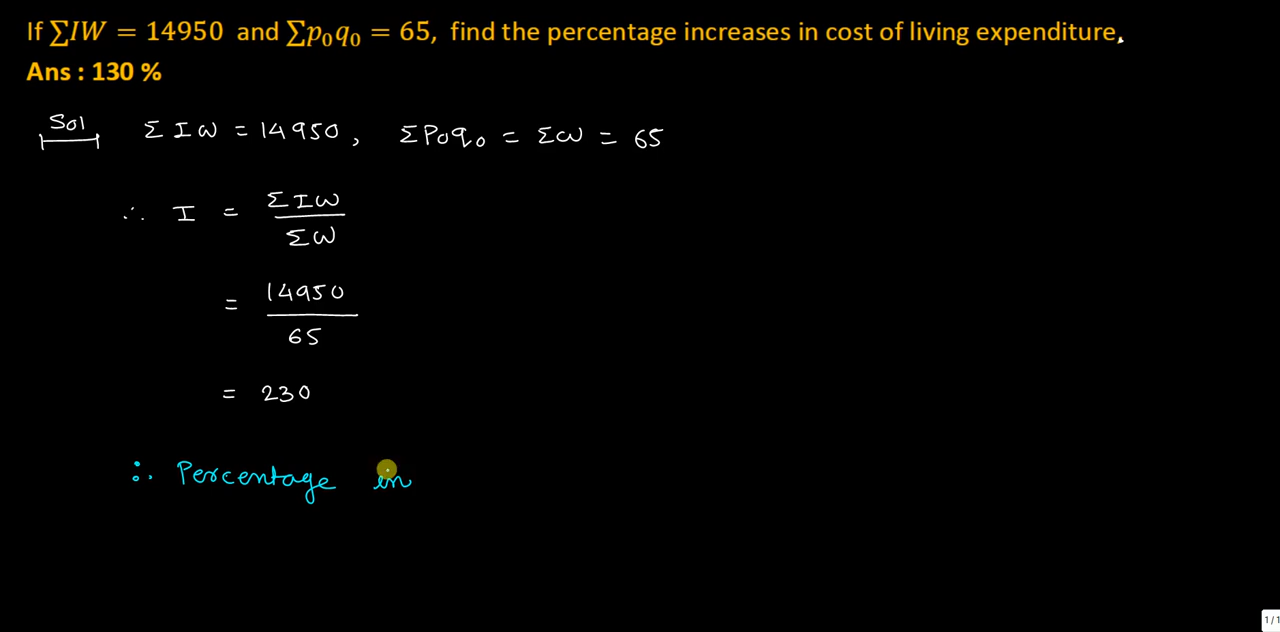 If ∑IW = 14950 and ∑p₀q₀ = 65, find the percentage increases in cost of living expenditure.
Ans : 130 %
Sol Σ I W = 14950, ΣP₀q₀ = ΣW = 65
∴ I = ΣIW / ΣW
= 14950 / 65
= 230
∴ Percentage in
1/1